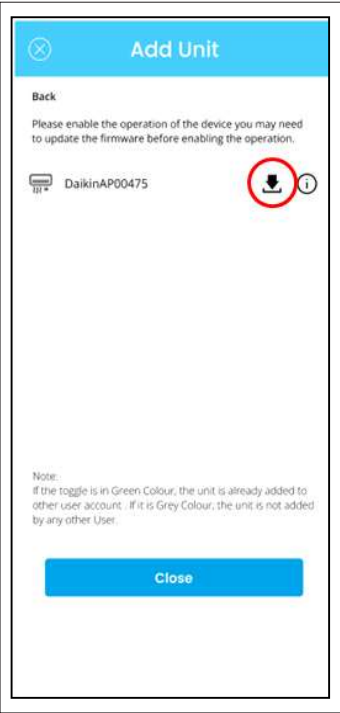 Add Unit
Back
Please enable the operation of the device you may need
to update the firmware before enabling the operation.
DaikinAP00475
i
Note:
If the toggle is in Green Colour, the unit is already added to
other user account . If it is Grey Colour, the unit is not added
by any other User.
Close